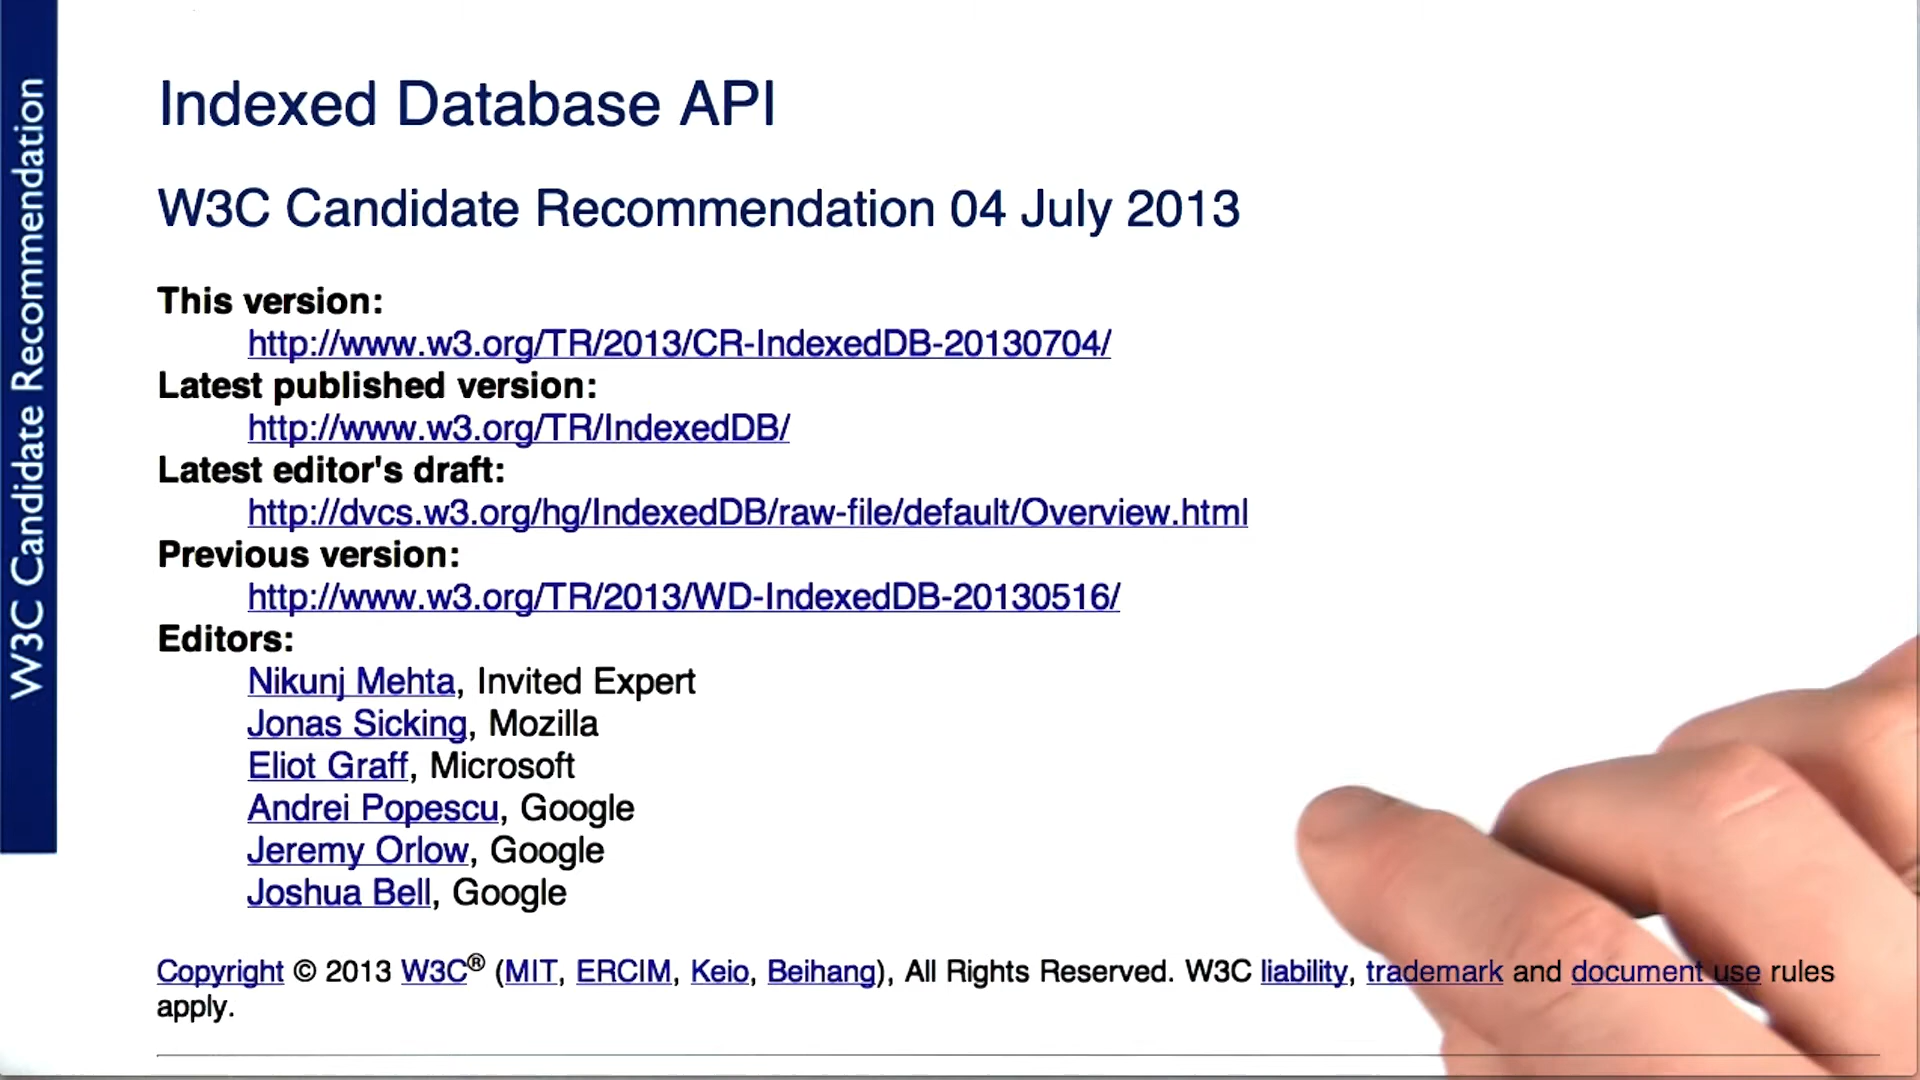 W3C Candidate Recommendation
Indexed Database API
W3C Candidate Recommendation 04 July 2013
This version:
http://www.w3.org/TR/2013/CR-IndexedDB-20130704/
Latest published version:
http://www.w3.org/TR/IndexedDB/
Latest editor's draft:
http://dvcs.w3.org/hg/IndexedDB/raw-file/default/Overview.html
Previous version:
http://www.w3.org/TR/2013/WD-IndexedDB-20130516/
Editors:
Nikunj Mehta, Invited Expert
Jonas Sicking, Mozilla
Eliot Graff, Microsoft
Andrei Popescu, Google
Jeremy Orlow, Google
Joshua Bell, Google
Copyright © 2013 W3C® (MIT, ERCIM, Keio, Beihang), All Rights Reserved. W3C liability, trademark and document use rules
apply.